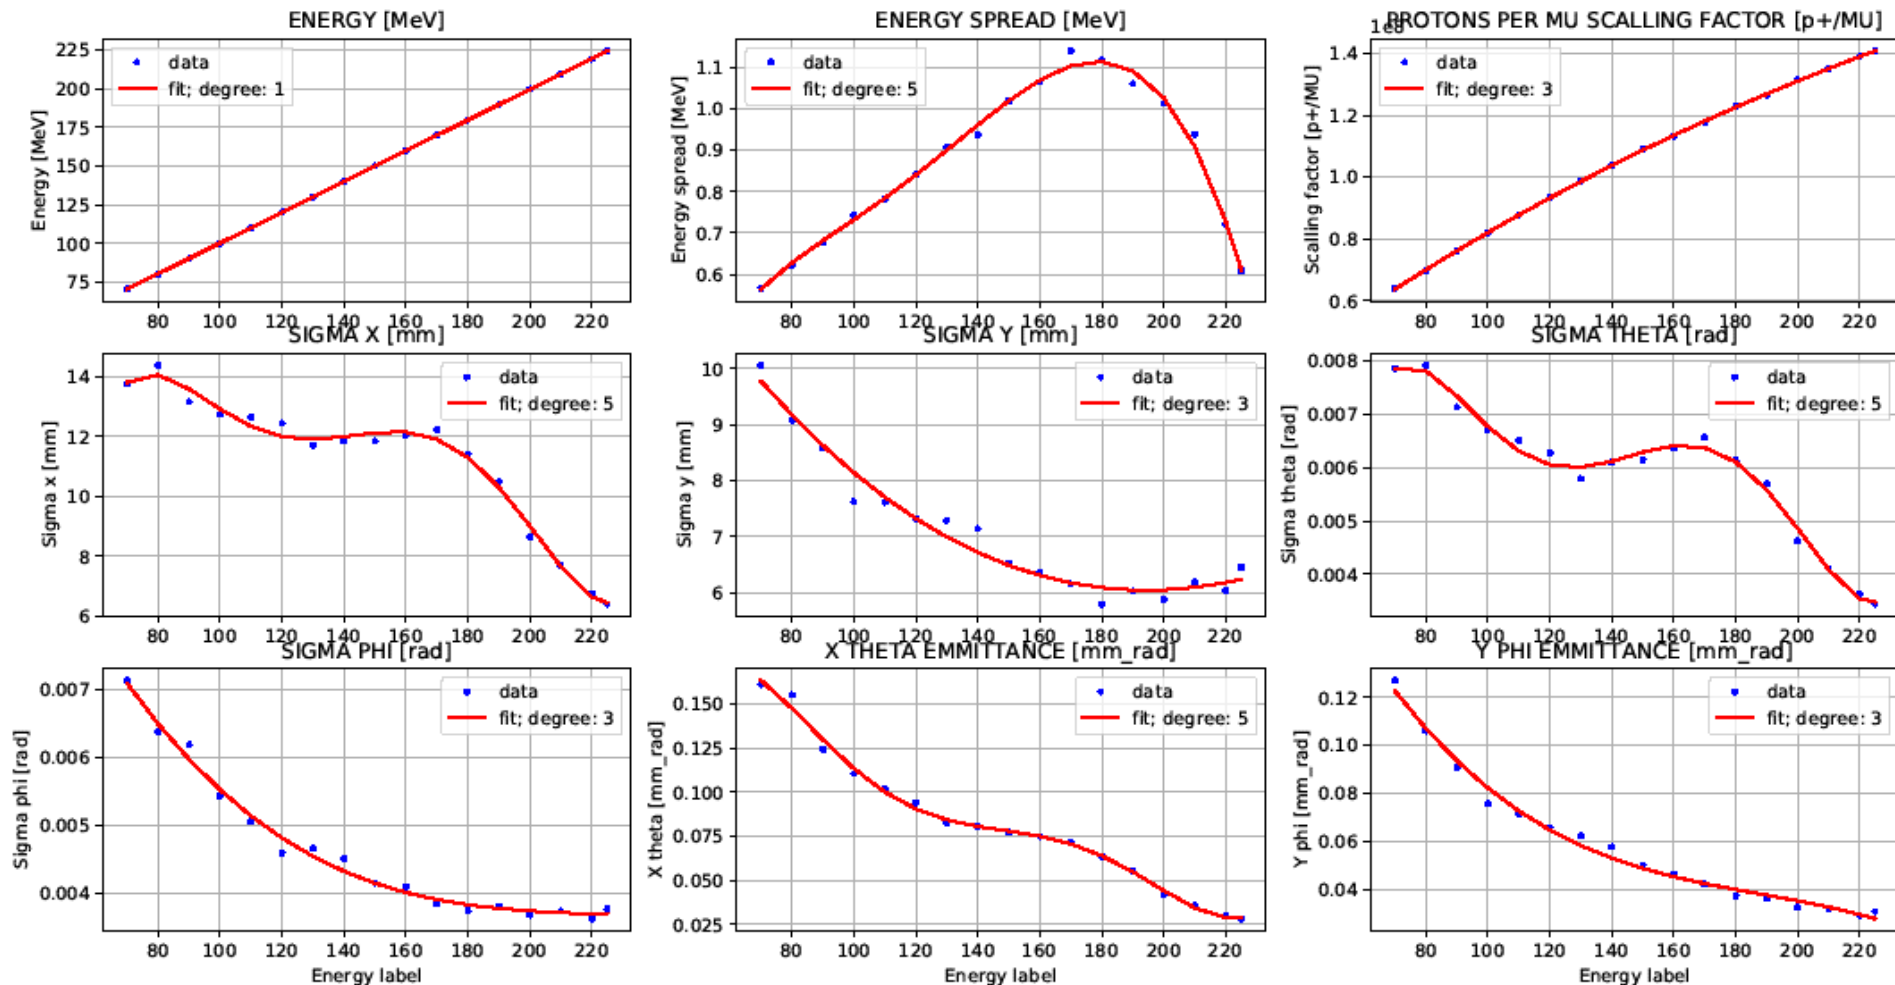 ENERGY [MeV]
225
200
175
150
125
100
75
Energy [MeV]
data
fit; degree: 1
80 100 120 140 160 180 200 220
ENERGY SPREAD [MeV]
1.1
1.0
0.9
0.8
0.7
0.6
Energy spread [MeV]
data
fit; degree: 5
80 100 120 140 160 180 200 220
PROTONS PER MU SCALLING FACTOR [p+/MU]
1e8
1.4
1.2
1.0
0.8
0.6
Scalling factor [p+/MU]
data
fit; degree: 3
80 100 120 140 160 180 200 220
SIGMA X [mm]
14
12
10
8
6
Sigma x [mm]
data
fit; degree: 5
80 100 120 140 160 180 200 220
SIGMA Y [mm]
10
9
8
7
6
Sigma y [mm]
data
fit; degree: 3
80 100 120 140 160 180 200 220
SIGMA THETA [rad]
0.008
0.007
0.006
0.005
0.004
Sigma theta [rad]
data
fit; degree: 5
80 100 120 140 160 180 200 220
SIGMA PHI [rad]
0.007
0.006
0.005
0.004
Sigma phi [rad]
data
fit; degree: 3
80 100 120 140 160 180 200 220
Energy label
X THETA EMMITTANCE [mm_rad]
0.150
0.125
0.100
0.075
0.050
0.025
X theta [mm_rad]
data
fit; degree: 5
80 100 120 140 160 180 200 220
Energy label
Y PHI EMMITTANCE [mm_rad]
0.12
0.10
0.08
0.06
0.04
Y phi [mm_rad]
data
fit; degree: 3
80 100 120 140 160 180 200 220
Energy label